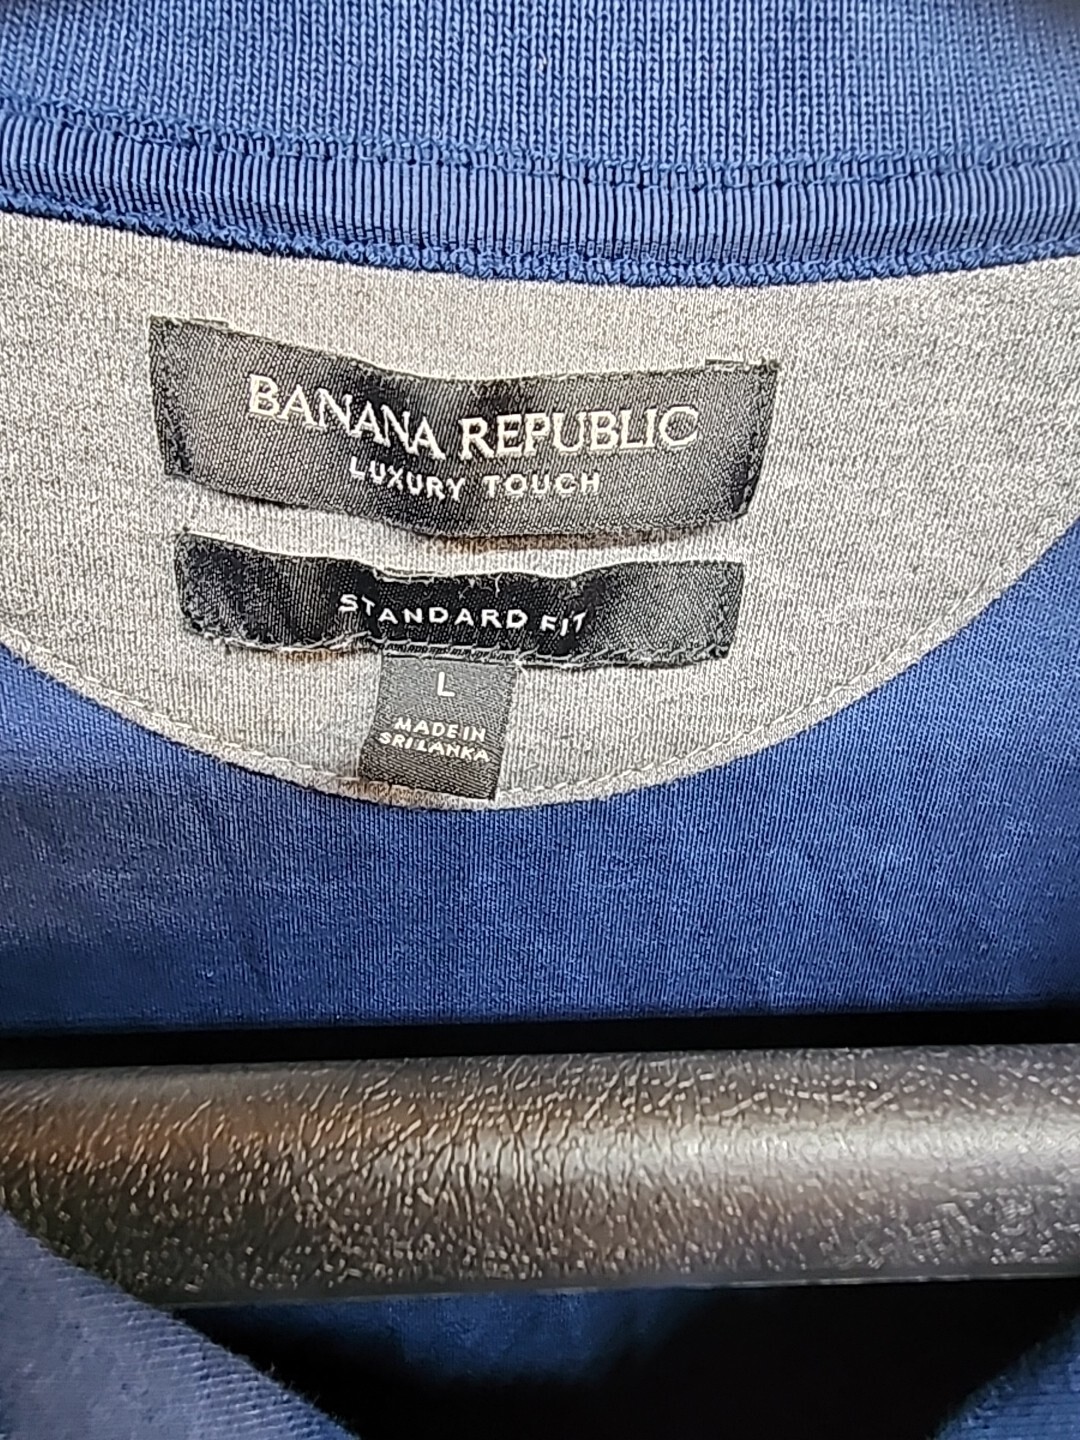 BANANA REPUBLIC
LUXURY TOUCH
STANDARD FIT
L
MADE IN
SRI LANKA